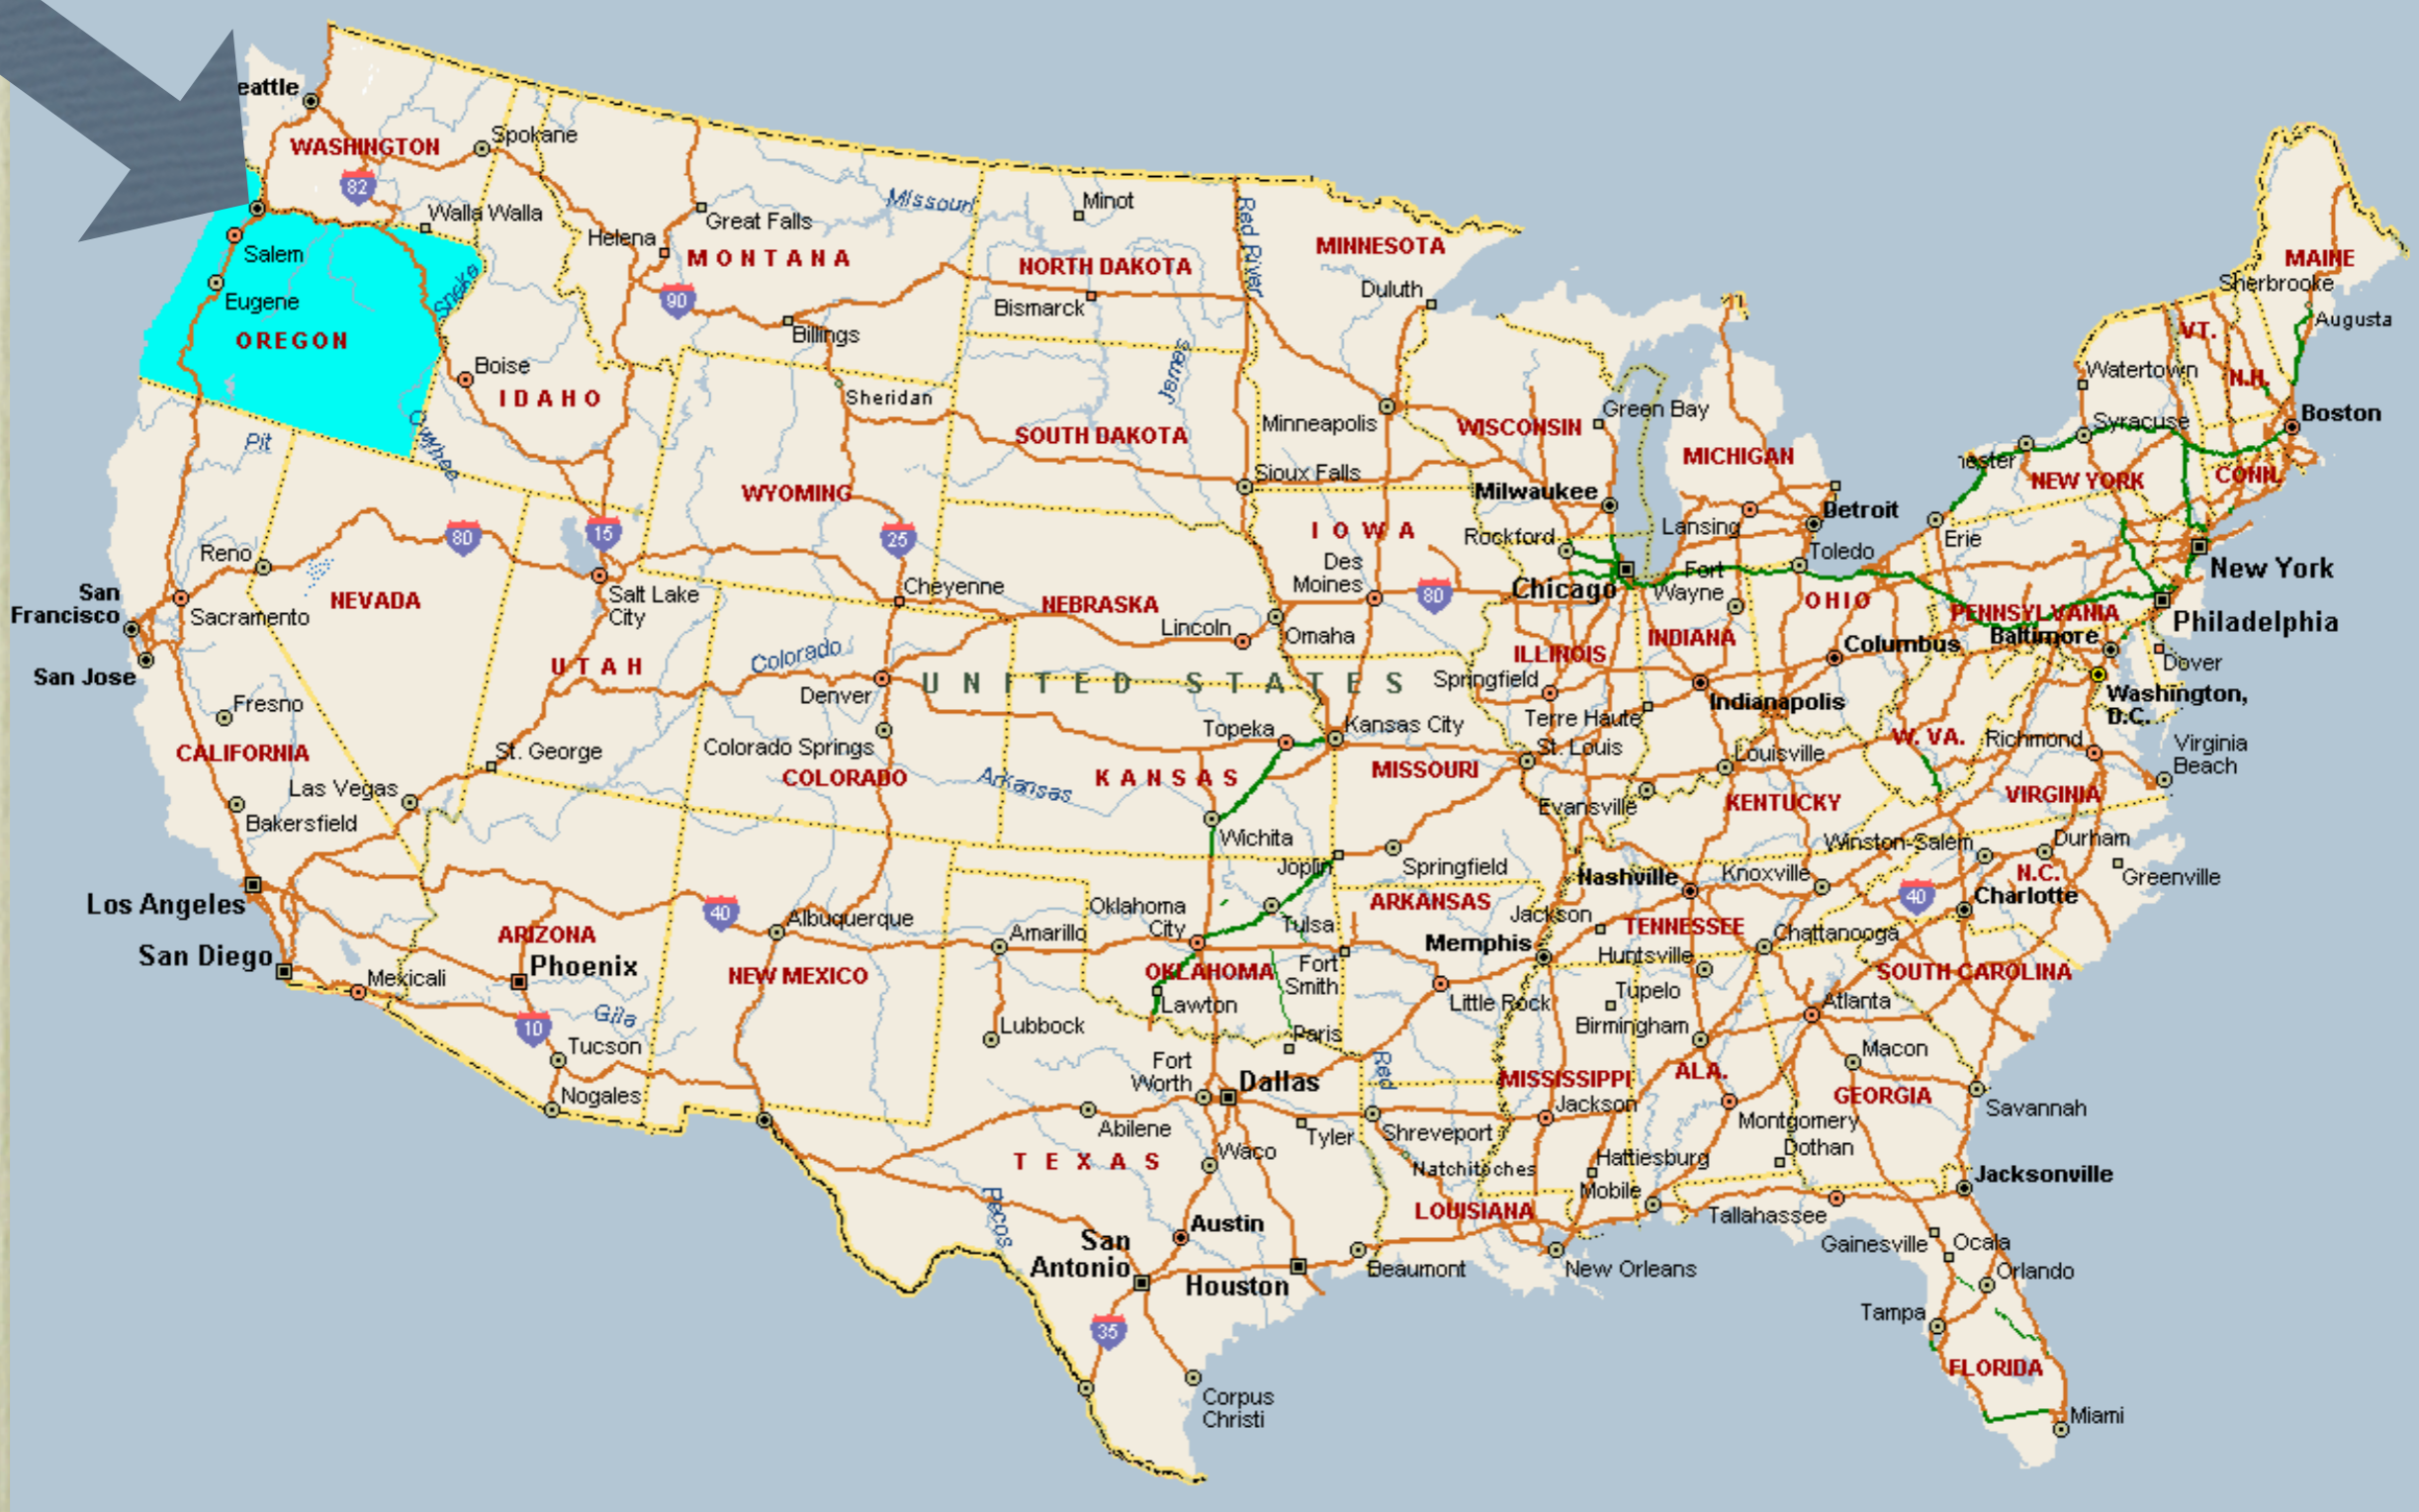 eattle
Spokane
WASHINGTON
82
Walla Walla
Missouri
Minot
Great Falls
Red River
MINNESOTA
Salem
Helena
MONTANA
NORTH DAKOTA
MAINE
Sherbrooke
Eugene
Snake
90
Duluth
Bismarck
Augusta
OREGON
Billings
VT.
Boise
James
Watertown
N.H.
IDAHO
Sheridan
Green Bay
Boston
Owyhee
Minneapolis
WISCONSIN
Syracuse
Pit
SOUTH DAKOTA
MICHIGAN
hester
NEW YORK
CONN.
Sioux Falls
WYOMING
Milwaukee
Detroit
80
15
25
IOWA
Rockford
Lansing
Reno
Toledo
Erie
Des
Moines
80
Fort
Wayne
New York
San
Francisco
Sacramento
NEVADA
Salt Lake
City
Cheyenne
NEBRASKA
Chicago
OHIO
PENNSYLVANIA
Philadelphia
Lincoln
Omaha
INDIANA
Columbus
Baltimore
San Jose
UTAH
Colorado
ILLINOIS
Dover
Denver
UNITED STATES
Springfield
Indianapolis
Washington,
D.C.
Fresno
Topeka
Kansas City
Terre Haute
CALIFORNIA
St. George
Colorado Springs
St. Louis
Louisville
W. VA.
Richmond
Virginia
Beach
COLORADO
Arkansas
KANSAS
MISSOURI
Las Vegas
Evansville
KENTUCKY
VIRGINIA
Bakersfield
Wichita
Winston-Salem
Durham
Joplin
Springfield
Nashville
Knoxville
N.C.
Greenville
Los Angeles
40
Albuquerque
Oklahoma
City
Tulsa
ARKANSAS
Jackson
40
Charlotte
ARIZONA
Amarillo
TENNESSEE
Chattanooga
San Diego
Phoenix
Memphis
Huntsville
Mexicali
NEW MEXICO
OKLAHOMA
Fort
Smith
SOUTH CAROLINA
Gila
Lawton
Little Rock
Tupelo
Atlanta
10
Lubbock
Paris
Birmingham
Tucson
Fort
Worth
Dallas
Red
Macon
Nogales
MISSISSIPPI
ALA.
GEORGIA
Jackson
Savannah
Abilene
Tyler
Shreveport
Montgomery
TEXAS
Waco
Natchitoches
Hattiesburg
Dothan
Jacksonville
Pecos
LOUISIANA
Mobile
Tallahassee
Austin
San
Antonio
Houston
Beaumont
New Orleans
Gainesville
Ocala
Orlando
35
Tampa
FLORIDA
Corpus
Christi
Miami